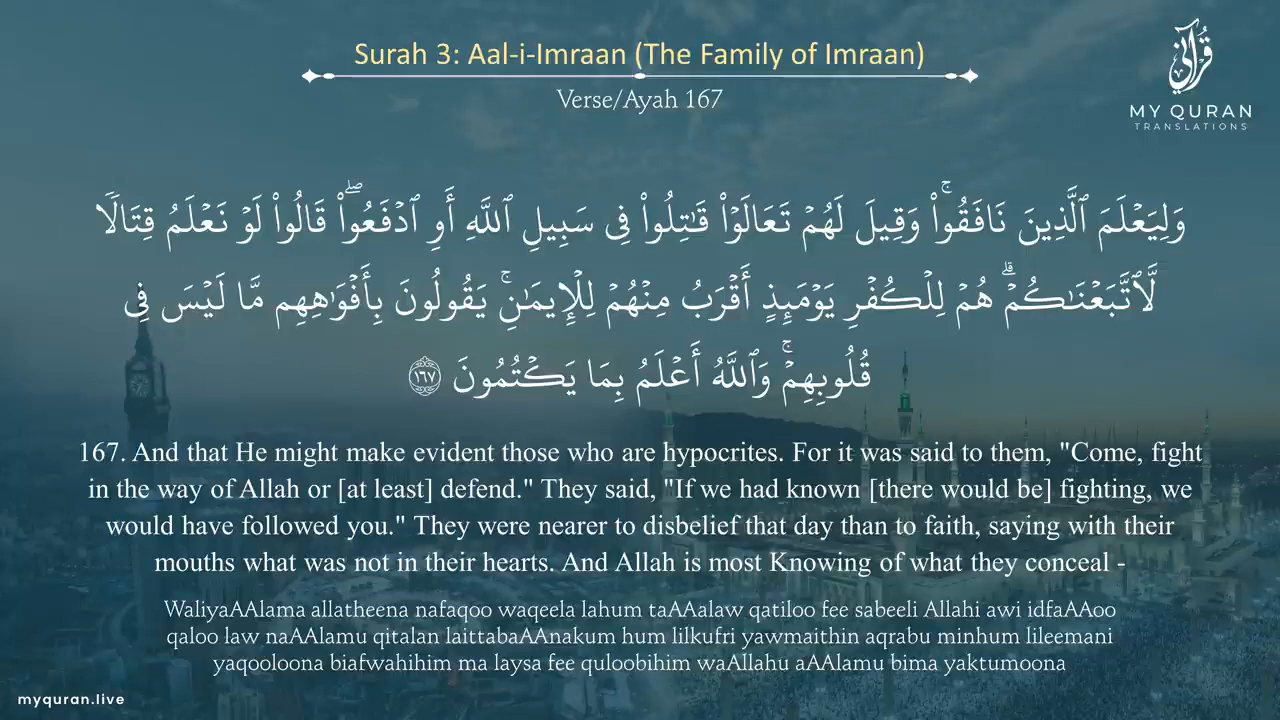 Surah 3: Aal-i-Imraan (The Family of Imraan)
Verse/Ayah 167
قُرآنِي
MY QURAN
TRANSLATIONS
وَلِيَعْلَمَ ٱلَّذِينَ نَافَقُوا۟ ۚ وَقِيلَ لَهُمْ تَعَالَوْا۟ قَـٰتِلُوا۟ فِى سَبِيلِ ٱللَّهِ أَوِ ٱدْفَعُوا۟ ۖ قَالُوا۟ لَوْ نَعْلَمُ قِتَالًا
لَّٱتَّبَعْنَـٰكُمْ ۗ هُمْ لِلْكُفْرِ يَوْمَئِذٍ أَقْرَبُ مِنْهُمْ لِلْإِيمَـٰنِ ۚ يَقُولُونَ بِأَفْوَٰهِهِم مَّا لَيْسَ فِى
قُلُوبِهِمْ ۗ وَٱللَّهُ أَعْلَمُ بِمَا يَكْتُمُونَ ١٦٧
167. And that He might make evident those who are hypocrites. For it was said to them, "Come, fight
in the way of Allah or [at least] defend." They said, "If we had known [there would be] fighting, we
would have followed you." They were nearer to disbelief that day than to faith, saying with their
mouths what was not in their hearts. And Allah is most Knowing of what they conceal -
WaliyaAAlama allatheena nafaqoo waqeela lahum taAAalaw qatiloo fee sabeeli Allahi awi idfaAAoo
qaloo law naAAlamu qitalan laittabaAAnakum hum lilkufri yawmaithin aqrabu minhum lileemani
yaqooloona biafwahihim ma laysa fee quloobihim waAllahu aAAlamu bima yaktumoona
myquran.live